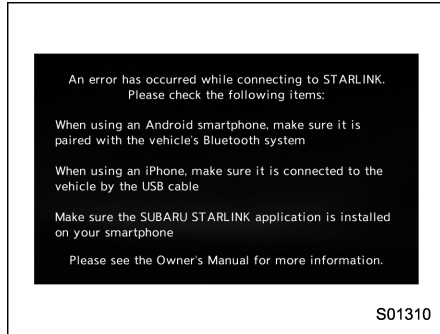 An error has occurred while connecting to STARLINK.
Please check the following items:
When using an Android smartphone, make sure it is
paired with the vehicle's Bluetooth system
When using an iPhone, make sure it is connected to the
vehicle by the USB cable
Make sure the SUBARU STARLINK application is installed
on your smartphone
Please see the Owner's Manual for more information.
S01310